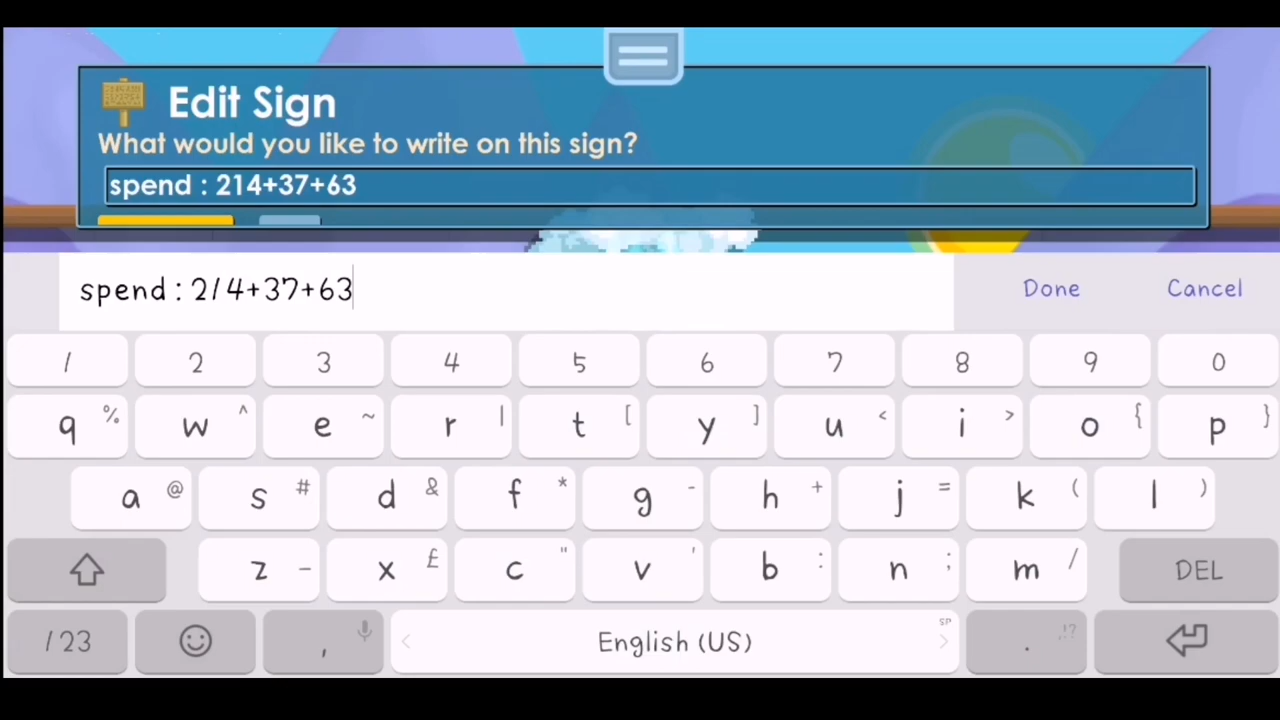 Edit Sign
What would you like to write on this sign?
spend : 214+37+63
spend : 214+37+63
Done
Cancel
1 2 3 4 5 6 7 8 9 0
q % w ^ e ~ r | t [ y ] u < i > o { p }
a @ s # d & f * g - h + j = k ( l )
z _ x £ c " v ' b : n ; m / DEL
123 , < English (US) SP > . ,!?